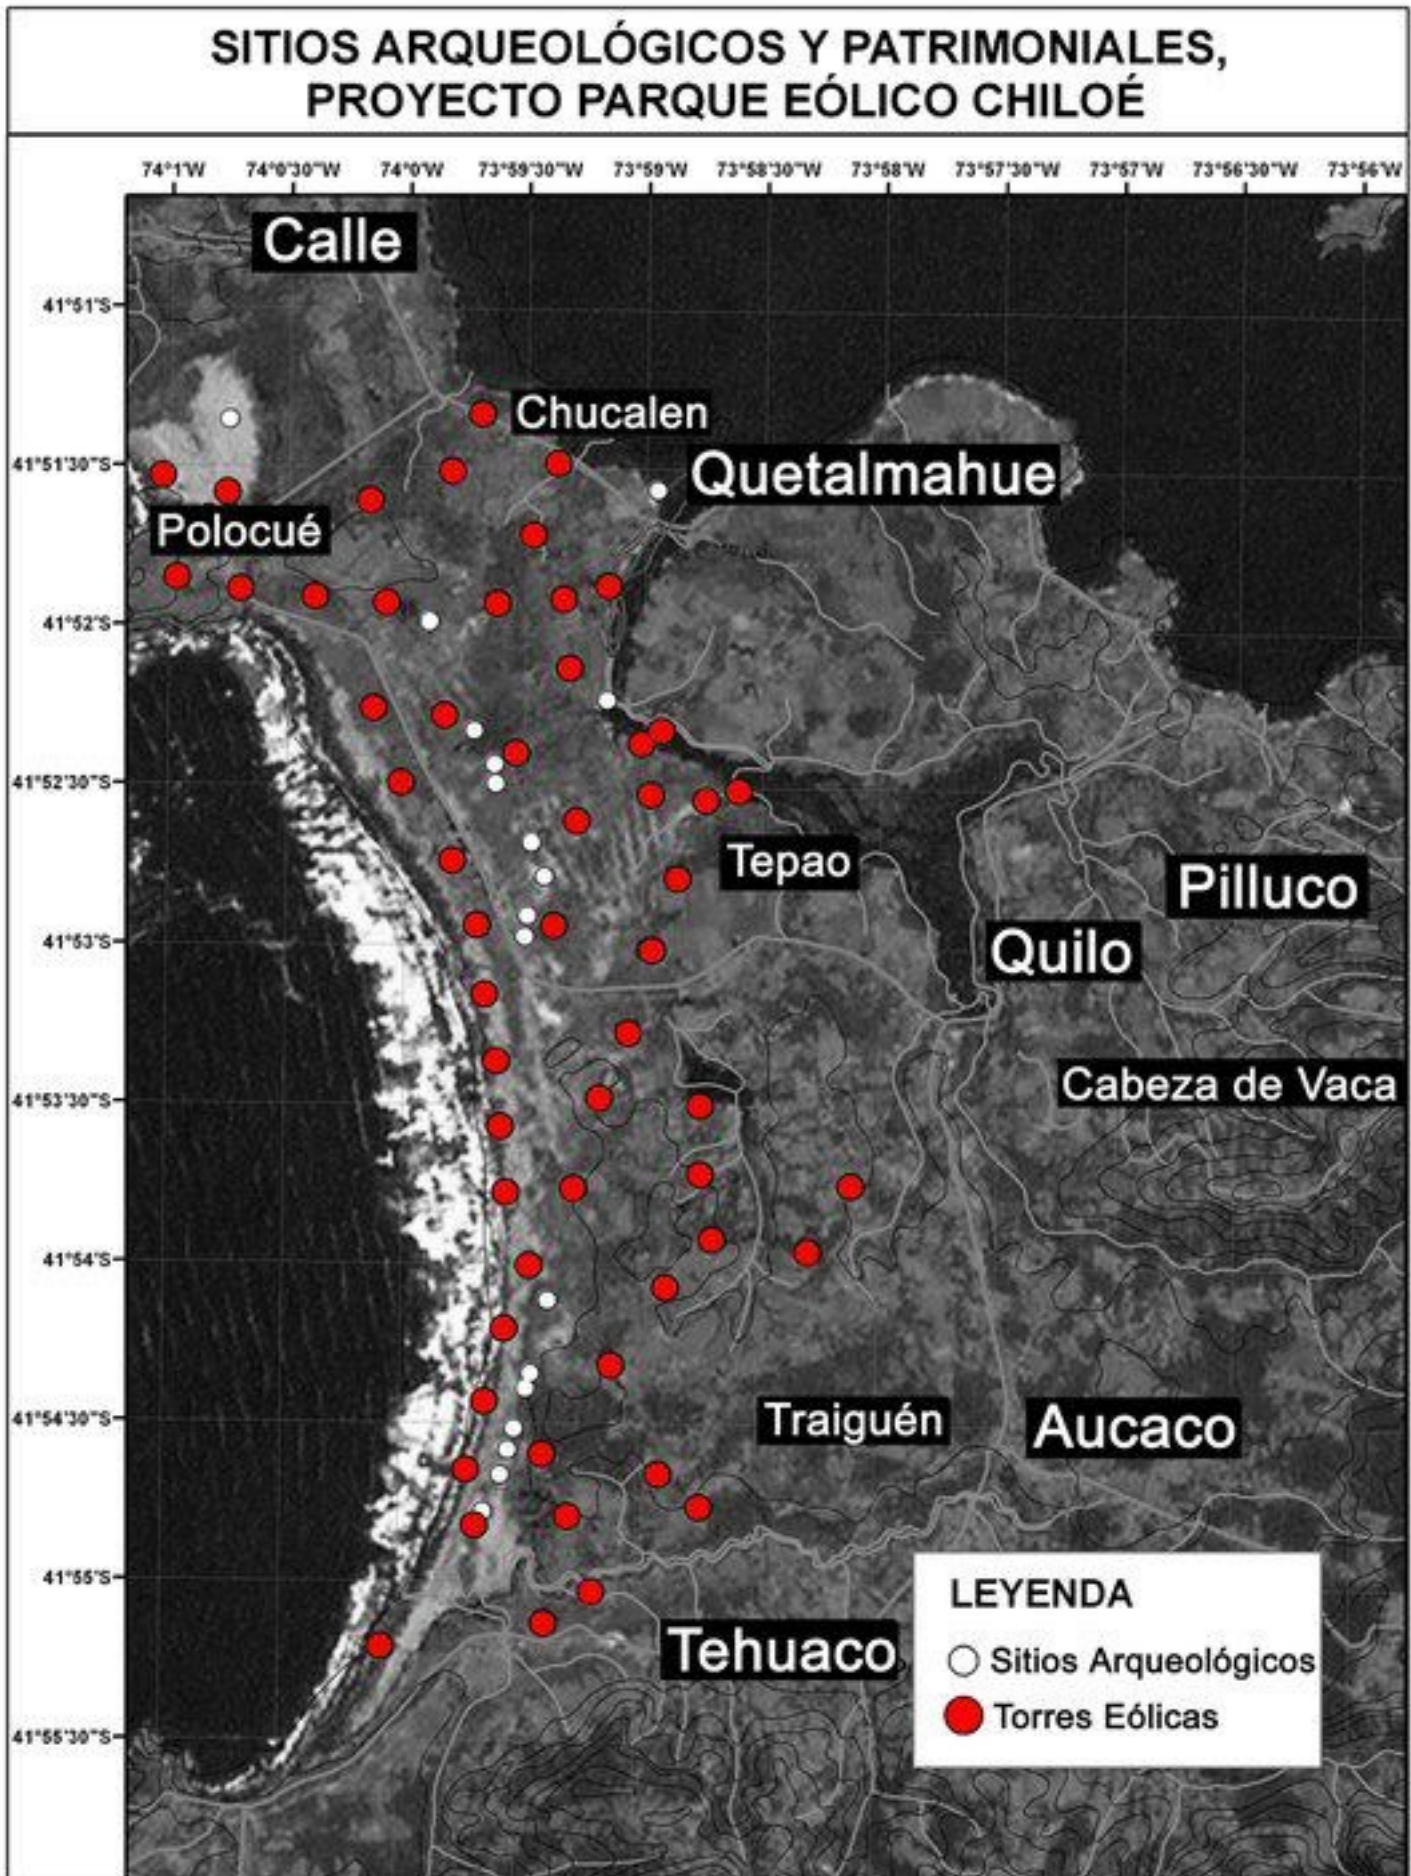 SITIOS ARQUEOLÓGICOS Y PATRIMONIALES,
PROYECTO PARQUE EÓLICO CHILOÉ
74°1'W 74°0'30"W 74°0'W 73°59'30"W 73°59'W 73°58'30"W 73°58'W 73°57'30"W 73°57'W 73°56'30"W 73°56'W
Calle
41°51'S
Chucalen
41°51'30"S
Quetalmahue
Polocué
41°52'S
41°52'30"S
Tepao
Pilluco
41°53'S
Quilo
Cabeza de Vaca
41°53'30"S
41°54'S
41°54'30"S
Traiguén
Aucaco
41°55'S
Tehuaco
41°55'30"S
LEYENDA
Sitios Arqueológicos
Torres Eólicas